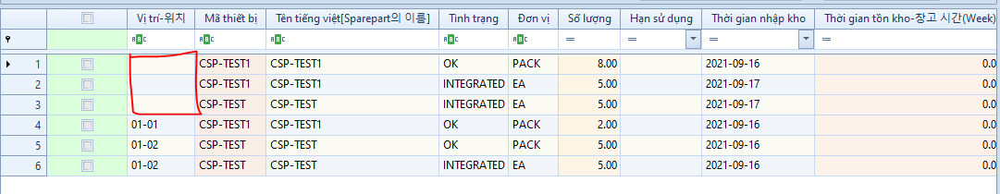 Vị trí-위치 Mã thiết bị Tên tiếng việt[Sparepart의 이름] Tình trạng Đơn vị Số lượng Hạn sử dụng Thời gian nhập kho Thời gian tồn kho-창고 시간(Week)
ABC ABC ABC ABC ABC = = = =
1 CSP-TEST1 CSP-TEST1 OK PACK 8.00 2021-09-16 0.0
2 CSP-TEST1 CSP-TEST1 INTEGRATED EA 5.00 2021-09-17 0.0
3 CSP-TEST CSP-TEST INTEGRATED EA 5.00 2021-09-17 0.0
4 01-01 CSP-TEST1 CSP-TEST1 OK PACK 2.00 2021-09-16 0.0
5 01-02 CSP-TEST CSP-TEST OK PACK 5.00 2021-09-16 0.0
6 01-02 CSP-TEST CSP-TEST INTEGRATED EA 5.00 2021-09-16 0.0